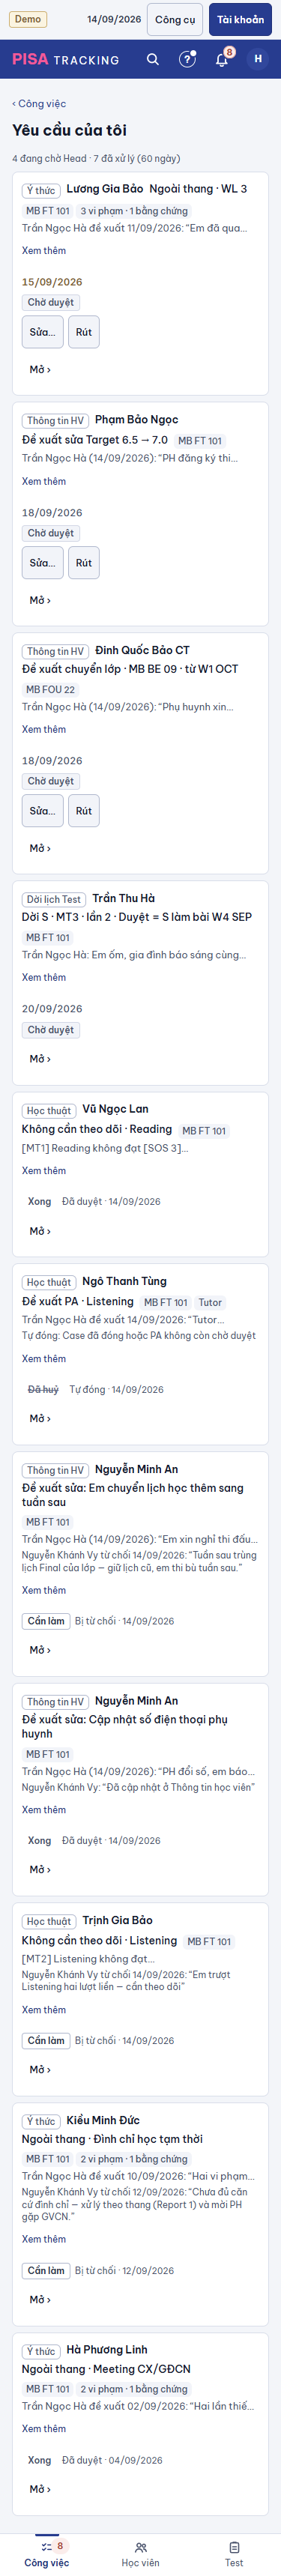 Demo 14/09/2026 Công cụ Tài khoản
PISA TRACKING ? 8 H
‹ Công việc
Yêu cầu của tôi
4 đang chờ Head · 7 đã xử lý (60 ngày)
Ý thức Lương Gia Bảo Ngoài thang · WL 3
MB FT 101 3 vi phạm · 1 bằng chứng
Trần Ngọc Hà đề xuất 11/09/2026: “Em đã qua...
Xem thêm
15/09/2026
Chờ duyệt
Sửa... Rút
Mở ›
Thông tin HV Phạm Bảo Ngọc
Đề xuất sửa Target 6.5 → 7.0 MB FT 101
Trần Ngọc Hà (14/09/2026): “PH đăng ký thi...
Xem thêm
18/09/2026
Chờ duyệt
Sửa... Rút
Mở ›
Thông tin HV Đinh Quốc Bảo CT
Đề xuất chuyển lớp · MB BE 09 · từ W1 OCT
MB FOU 22
Trần Ngọc Hà (14/09/2026): “Phụ huynh xin...
Xem thêm
18/09/2026
Chờ duyệt
Sửa... Rút
Mở ›
Dời lịch Test Trần Thu Hà
Dời S · MT3 · lần 2 · Duyệt = S làm bài W4 SEP
MB FT 101
Trần Ngọc Hà: Em ốm, gia đình báo sáng cùng...
Xem thêm
20/09/2026
Chờ duyệt
Mở ›
Học thuật Vũ Ngọc Lan
Không cần theo dõi · Reading MB FT 101
[MT1] Reading không đạt [SOS 3]...
Xem thêm
Xong Đã duyệt · 14/09/2026
Mở ›
Học thuật Ngô Thanh Tùng
Đề xuất PA · Listening MB FT 101 Tutor
Trần Ngọc Hà đề xuất 14/09/2026: “Tutor...
Tự đóng: Case đã đóng hoặc PA không còn chờ duyệt
Xem thêm
Đã huỷ Tự đóng · 14/09/2026
Mở ›
Thông tin HV Nguyễn Minh An
Đề xuất sửa: Em chuyển lịch học thêm sang
tuần sau
MB FT 101
Trần Ngọc Hà (14/09/2026): “Em xin nghỉ thi đấu...
Nguyễn Khánh Vy từ chối 14/09/2026: “Tuần sau trùng
lịch Final của lớp — giữ lịch cũ, em thi bù tuần sau.”
Xem thêm
Cần làm Bị từ chối · 14/09/2026
Mở ›
Thông tin HV Nguyễn Minh An
Đề xuất sửa: Cập nhật số điện thoại phụ
huynh
MB FT 101
Trần Ngọc Hà (14/09/2026): “PH đổi số, em báo...
Nguyễn Khánh Vy: “Đã cập nhật ở Thông tin học viên”
Xem thêm
Xong Đã duyệt · 14/09/2026
Mở ›
Học thuật Trịnh Gia Bảo
Không cần theo dõi · Listening MB FT 101
[MT2] Listening không đạt...
Nguyễn Khánh Vy từ chối 14/09/2026: “Em trượt
Listening hai lượt liền — cần theo dõi”
Xem thêm
Cần làm Bị từ chối · 14/09/2026
Mở ›
Ý thức Kiều Minh Đức
Ngoài thang · Đình chỉ học tạm thời
MB FT 101 2 vi phạm · 1 bằng chứng
Trần Ngọc Hà đề xuất 10/09/2026: “Hai vi phạm...
Nguyễn Khánh Vy từ chối 12/09/2026: “Chưa đủ căn
cứ đình chỉ — xử lý theo thang (Report 1) và mời PH
gặp GVCN.”
Xem thêm
Cần làm Bị từ chối · 12/09/2026
Mở ›
Ý thức Hà Phương Linh
Ngoài thang · Meeting CX/GĐCN
MB FT 101 2 vi phạm · 1 bằng chứng
Trần Ngọc Hà đề xuất 02/09/2026: “Hai lần thiế...
Xem thêm
Xong Đã duyệt · 04/09/2026
Mở ›
8
Công việc Học viên Test